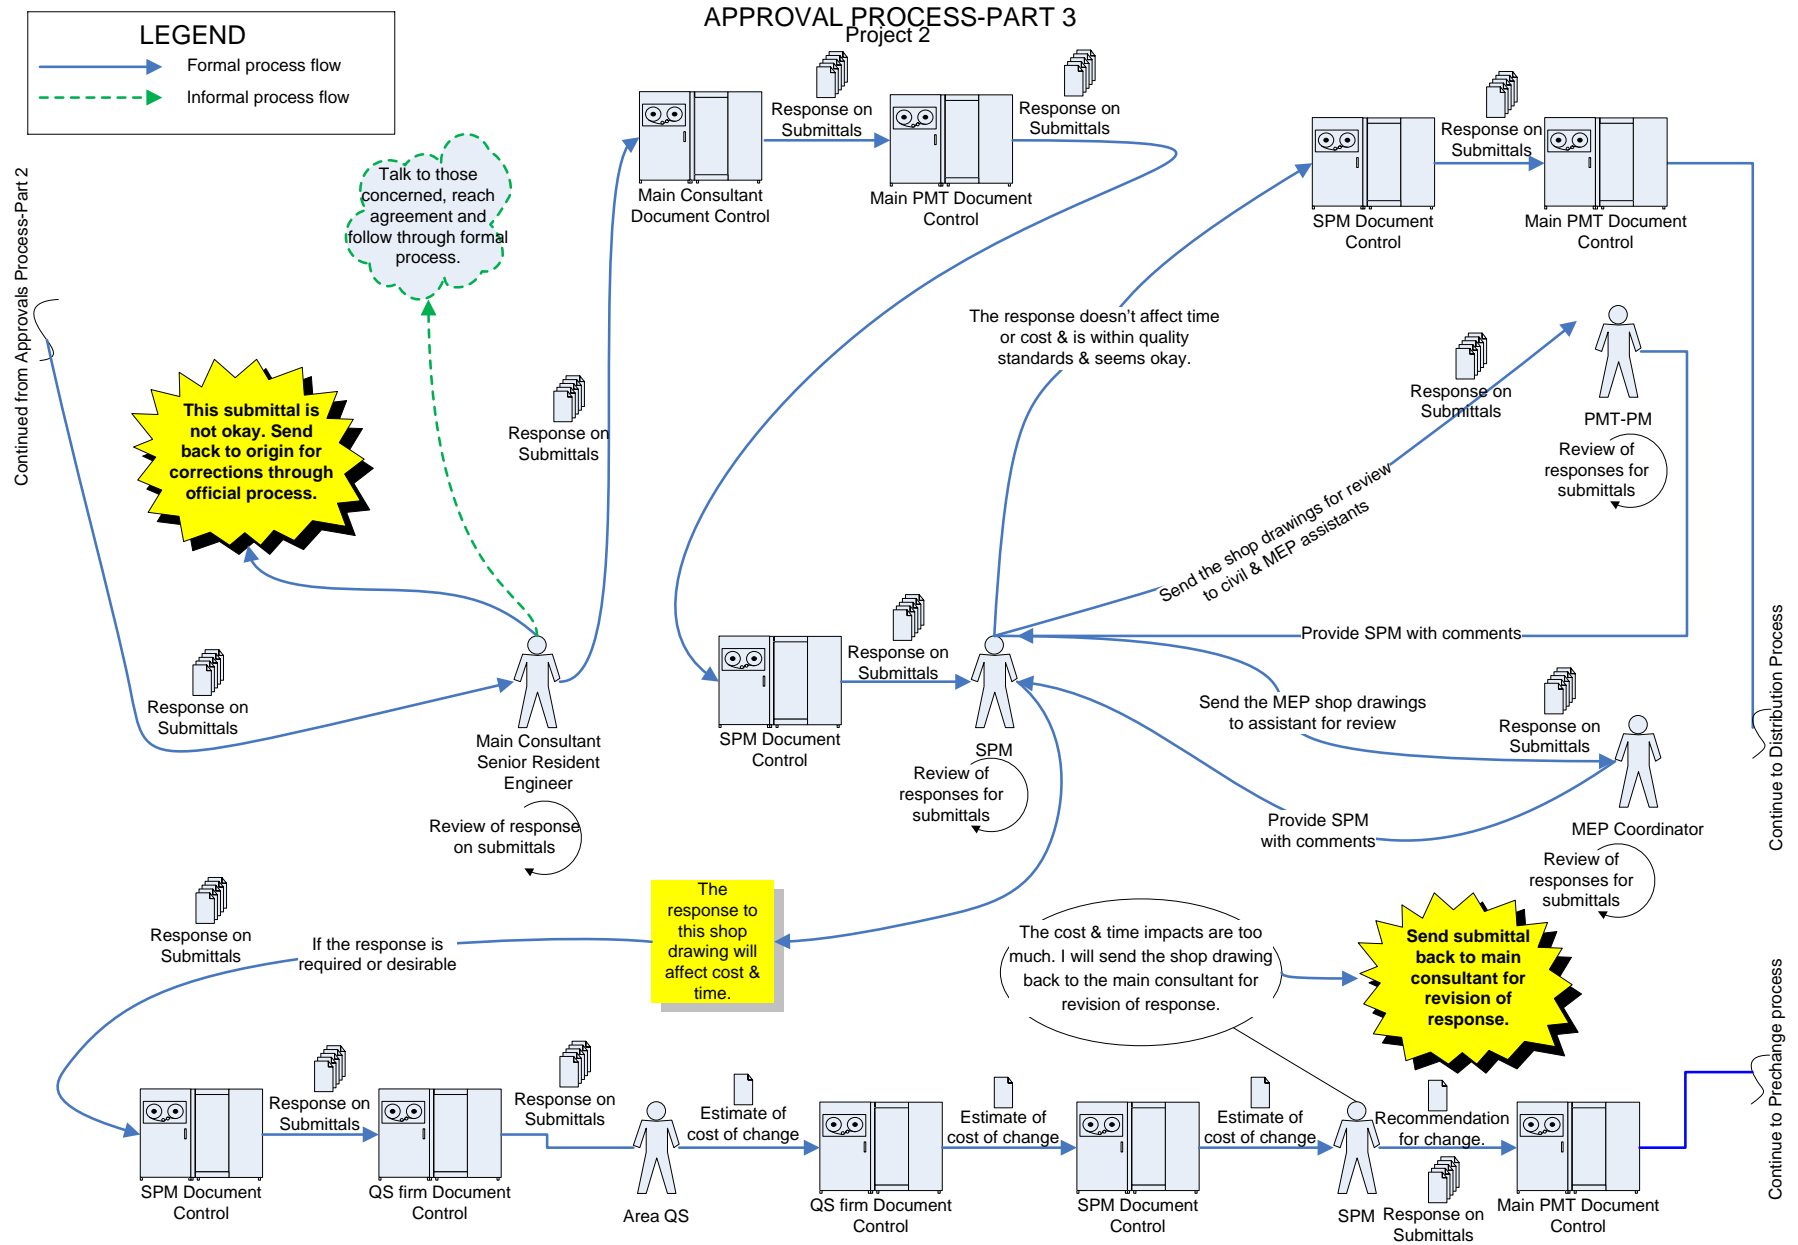 APPROVAL PROCESS-PART 3
Project 2
LEGEND
Formal process flow
Informal process flow
Continued from Approvals Process-Part 2
Talk to those
concerned, reach
agreement and
follow through formal
process.
This submittal is
not okay. Send
back to origin for
corrections through
official process.
Response on
Submittals
Main Consultant
Senior Resident
Engineer
Review of response
on submittals
Response on
Submittals
Main Consultant
Document Control
Response on
Submittals
Main PMT Document
Control
Response on
Submittals
SPM Document
Control
Response on
Submittals
SPM
Review of
responses for
submittals
The response doesn't affect time
or cost & is within quality
standards & seems okay.
SPM Document
Control
Response on
Submittals
Main PMT Document
Control
Continue to Distribution Process
Send the shop drawings for review
to civil & MEP assistants
Response on
Submittals
PMT-PM
Review of
responses for
submittals
Provide SPM with comments
Send the MEP shop drawings
to assistant for review
Response on
Submittals
MEP Coordinator
Review of
responses for
submittals
Provide SPM
with comments
The
response to
this shop
drawing will
affect cost &
time.
If the response is
required or desirable
Response on
Submittals
SPM Document
Control
Response on
Submittals
QS firm Document
Control
Response on
Submittals
Area QS
Estimate of
cost of change
QS firm Document
Control
Estimate of
cost of change
SPM Document
Control
Estimate of
cost of change
SPM
The cost & time impacts are too
much. I will send the shop drawing
back to the main consultant for
revision of response.
Send submittal
back to main
consultant for
revision of
response.
Recommendation
for change.
Response on
Submittals
Main PMT Document
Control
Continue to Prechange process